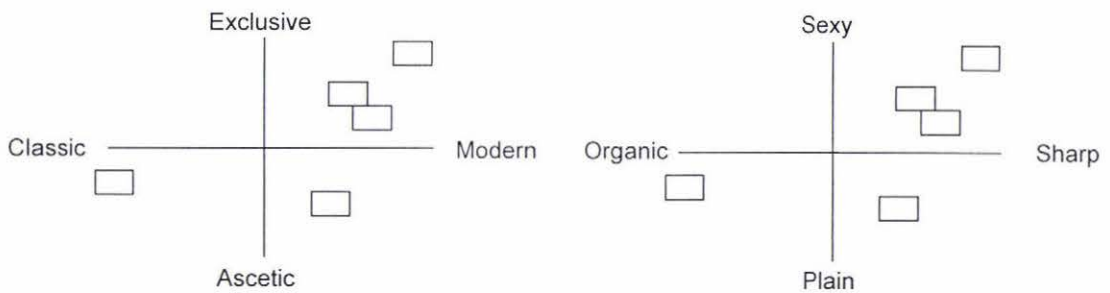 Exclusive
Classic
Modern
Ascetic
Sexy
Organic
Sharp
Plain